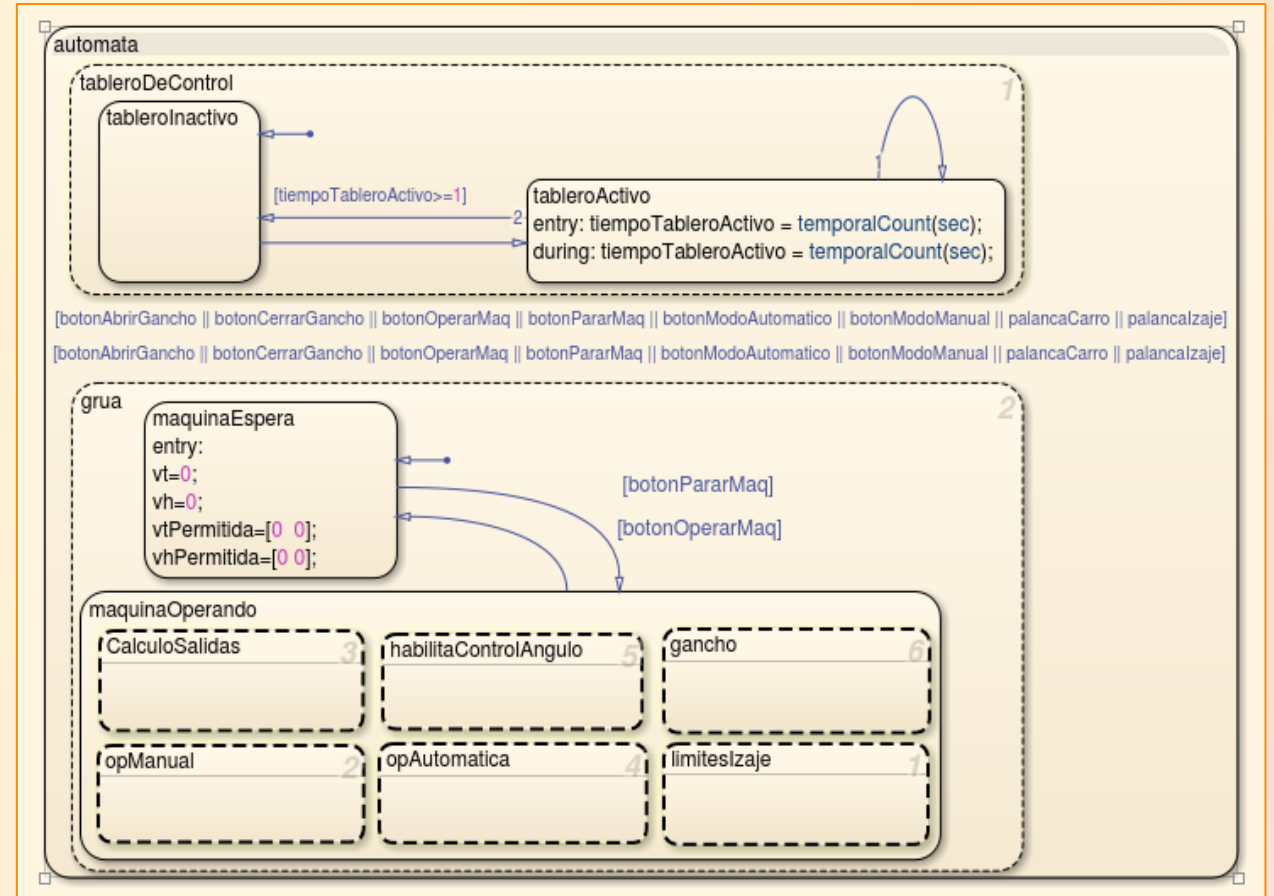 automata
tableroDeControl
1
tableroInactivo
[tiempoTableroActivo>=1]
1
2
tableroActivo
entry: tiempoTableroActivo = temporalCount(sec);
during: tiempoTableroActivo = temporalCount(sec);
[botonAbrirGancho || botonCerrarGancho || botonOperarMaq || botonPararMaq || botonModoAutomatico || botonModoManual || palancaCarro || palancaIzaje]
[botonAbrirGancho || botonCerrarGancho || botonOperarMaq || botonPararMaq || botonModoAutomatico || botonModoManual || palancaCarro || palancaIzaje]
grua
2
maquinaEspera
entry:
vt=0;
vh=0;
vtPermitida=[0 0];
vhPermitida=[0 0];
[botonPararMaq]
[botonOperarMaq]
maquinaOperando
CalculoSalidas 3
habilitaControlAngulo 5
gancho 6
opManual 2
opAutomatica 4
limitesIzaje 1